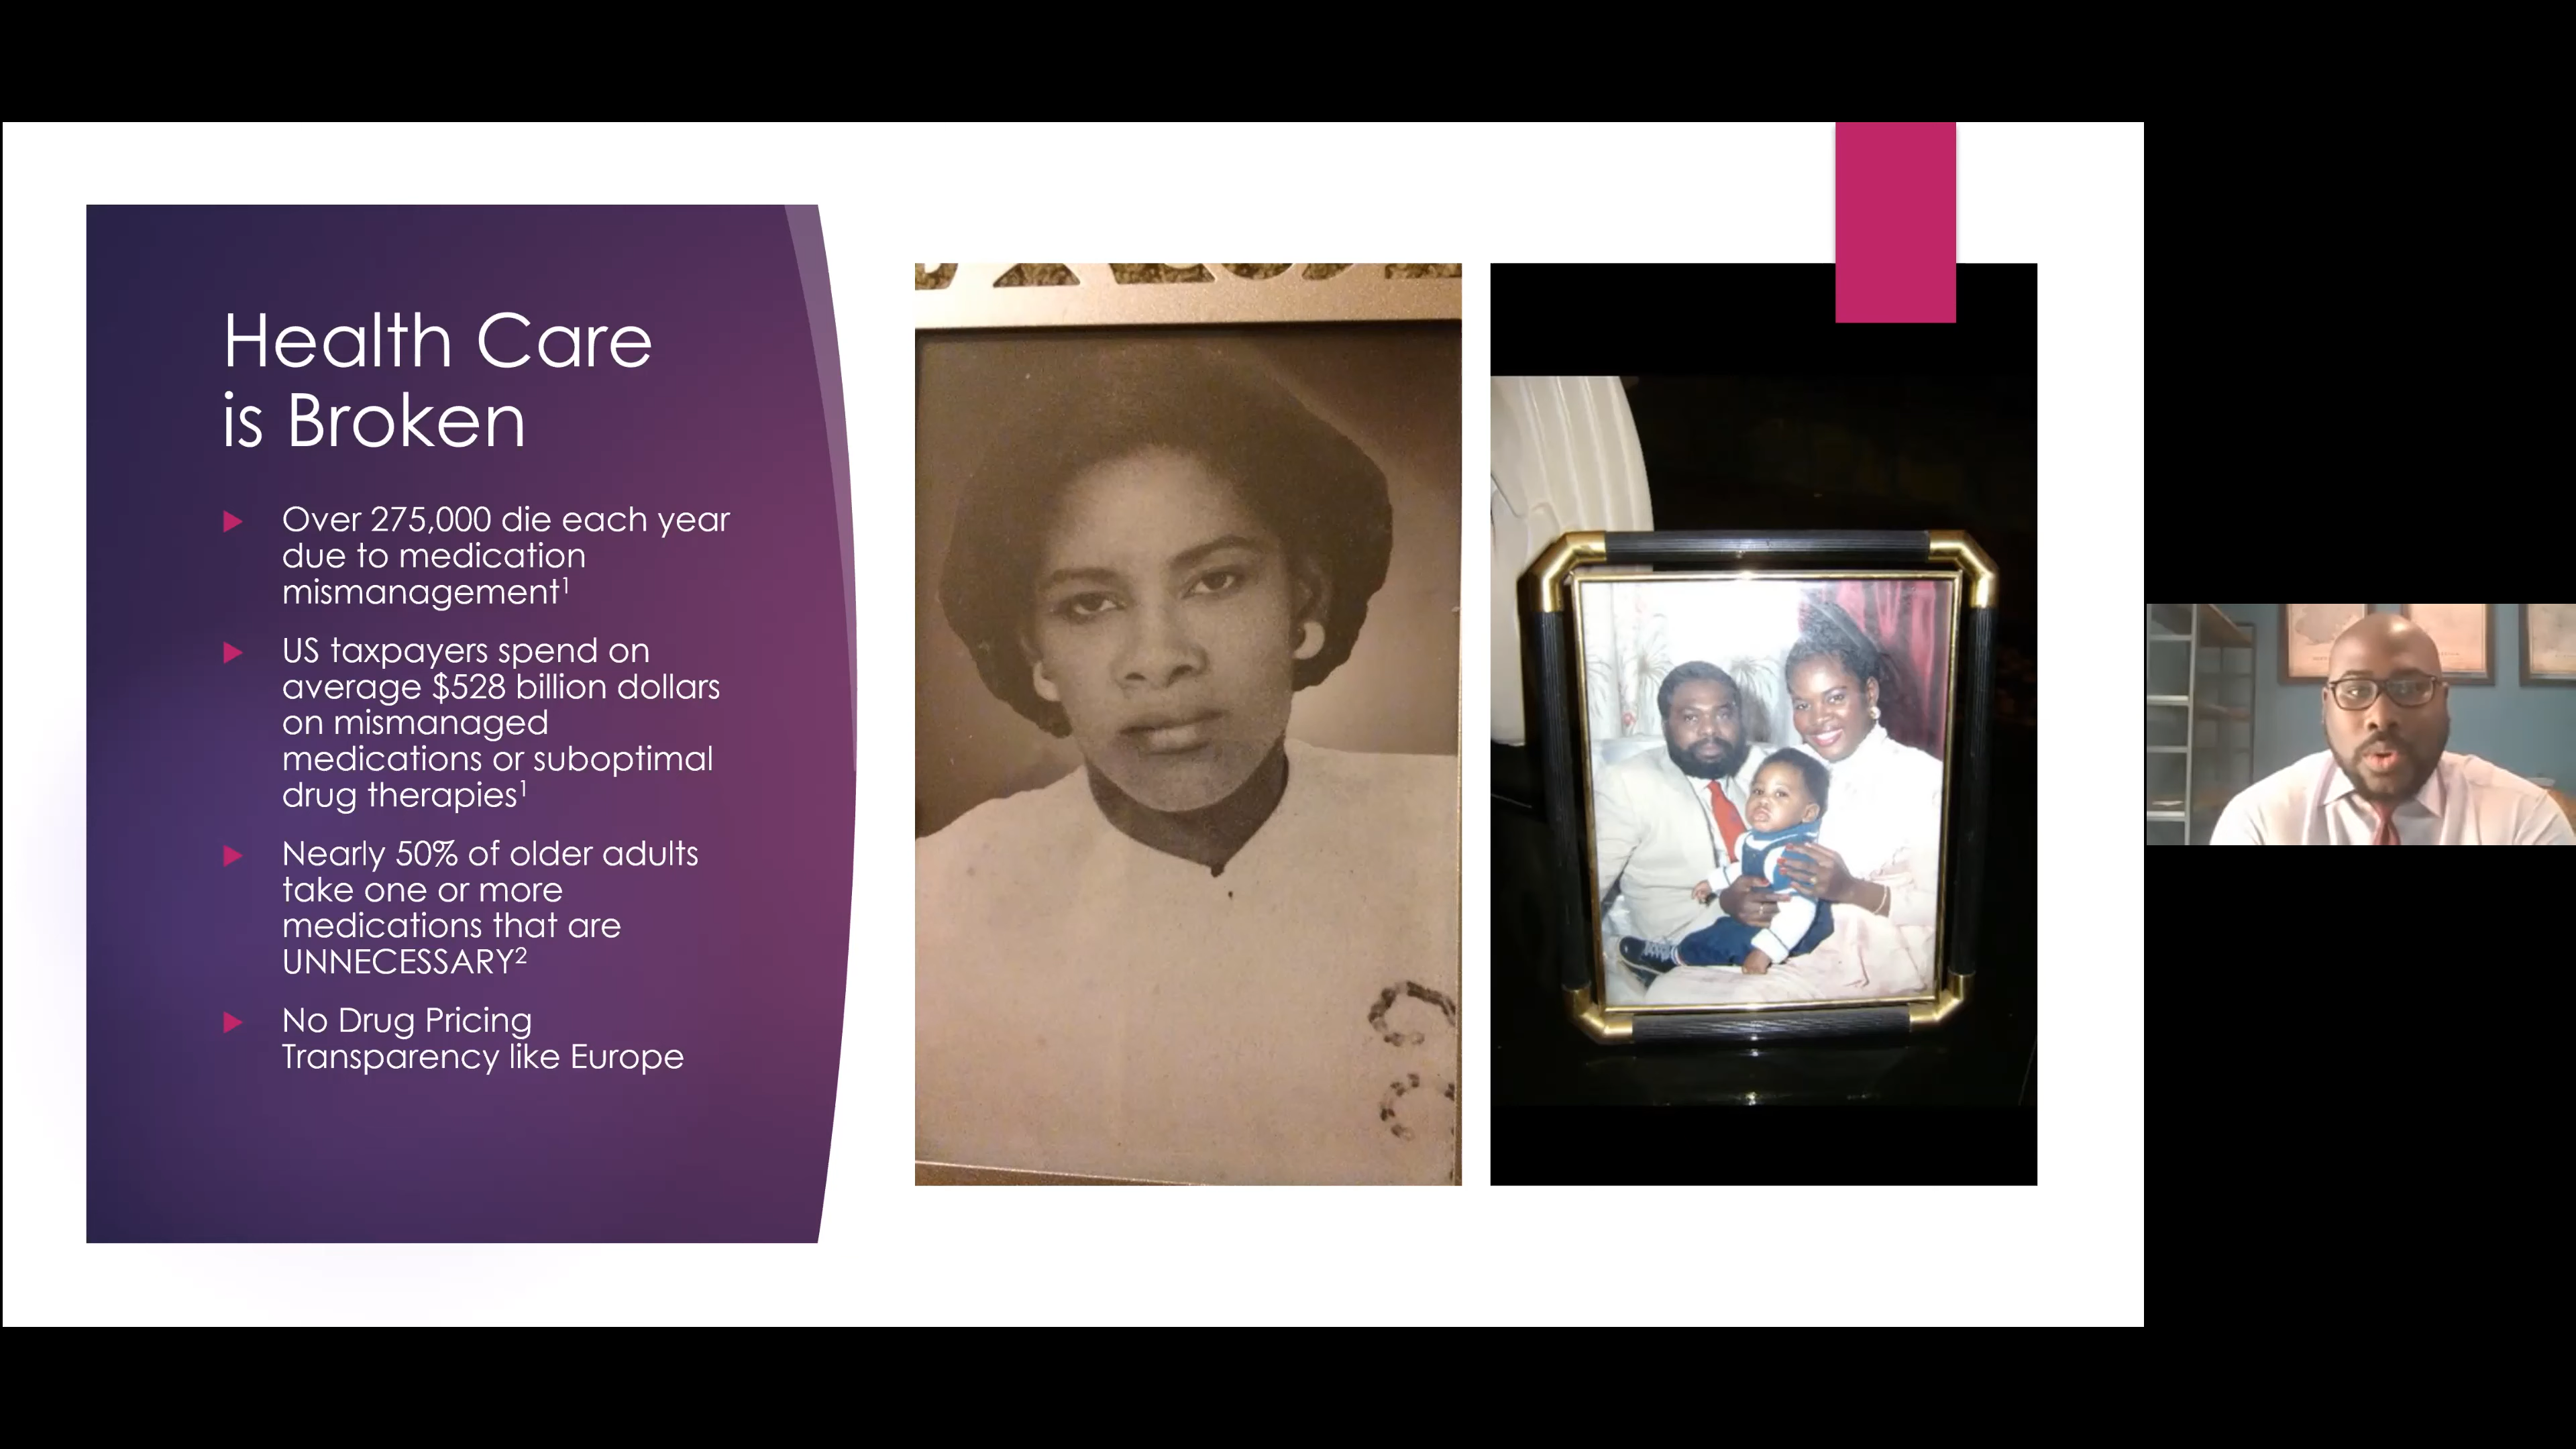 Health Care
is Broken
Over 275,000 die each year
due to medication
mismanagement¹
US taxpayers spend on
average $528 billion dollars
on mismanaged
medications or suboptimal
drug therapies¹
Nearly 50% of older adults
take one or more
medications that are
UNNECESSARY²
No Drug Pricing
Transparency like Europe